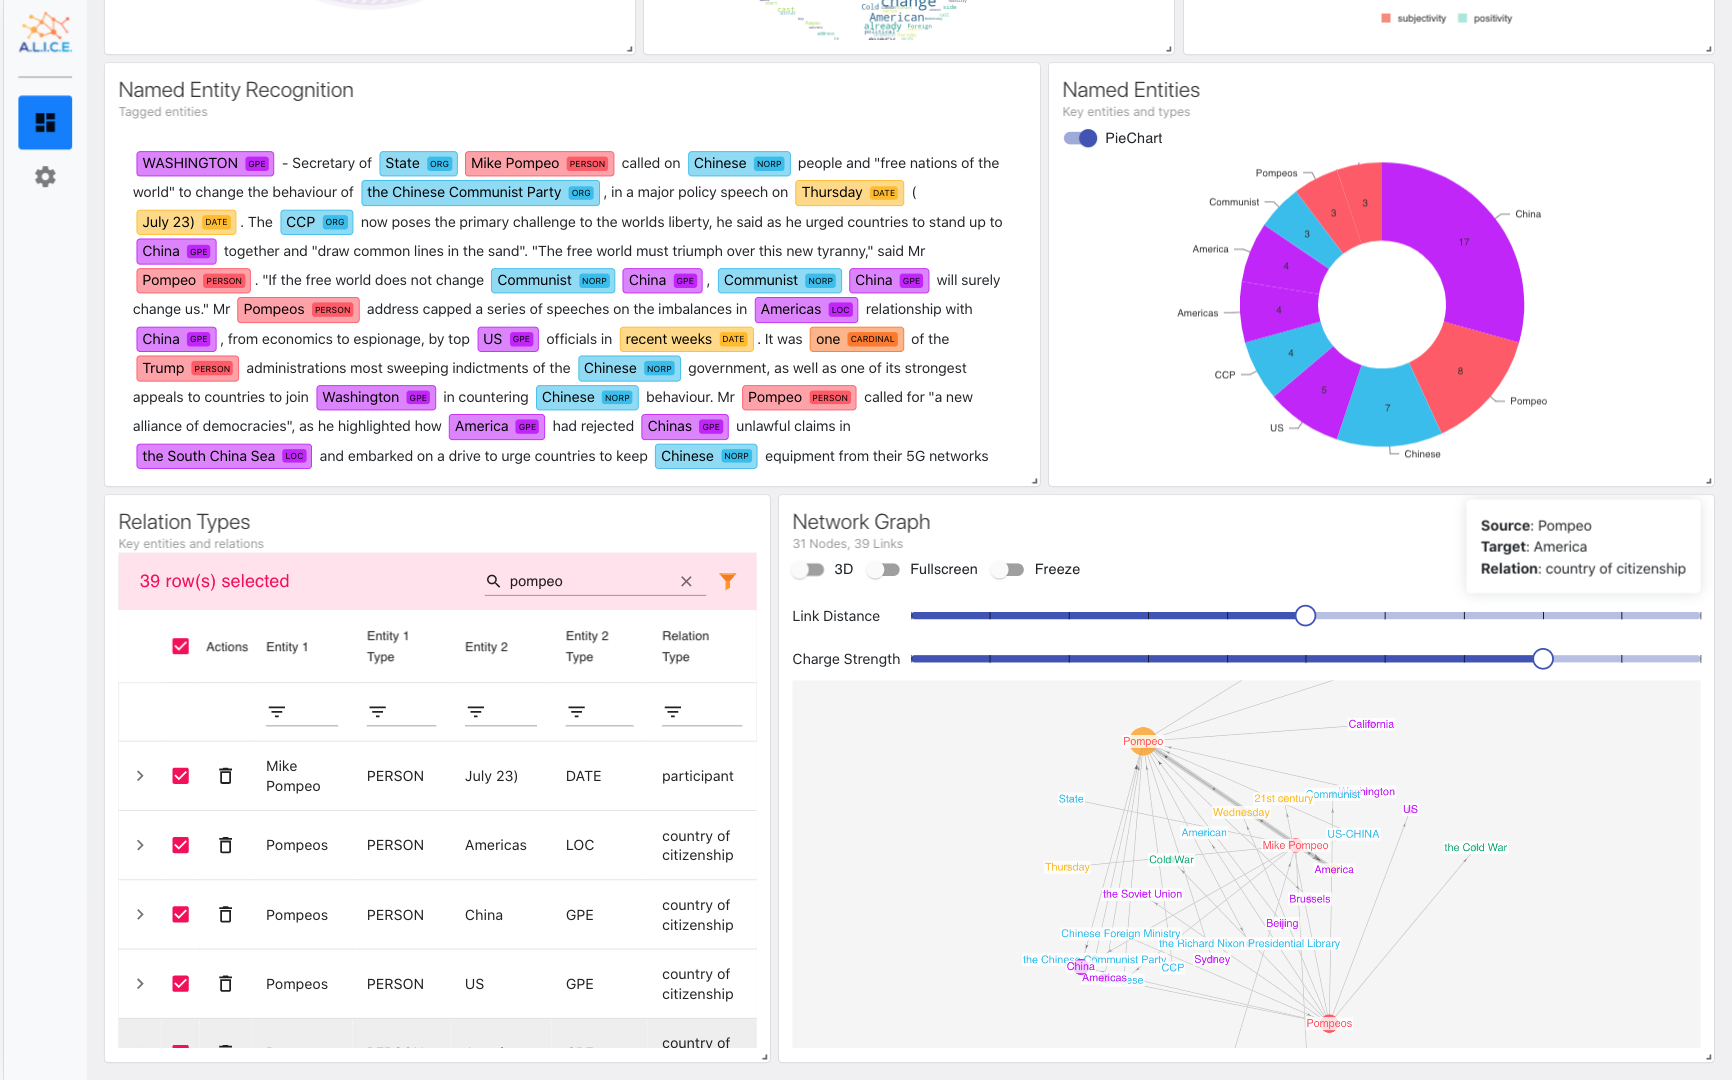 A.L.I.C.E.
change
Cold
side
cast
American
already
Foreign
political
address
subjectivity
positivity
Named Entity Recognition
Tagged entities
WASHINGTON GPE - Secretary of State ORG Mike Pompeo PERSON called on Chinese NORP people and "free nations of the
world" to change the behaviour of the Chinese Communist Party ORG , in a major policy speech on Thursday DATE (
July 23) DATE . The CCP ORG now poses the primary challenge to the worlds liberty, he said as he urged countries to stand up to
China GPE together and "draw common lines in the sand". "The free world must triumph over this new tyranny," said Mr
Pompeo PERSON . "If the free world does not change Communist NORP China GPE , Communist NORP China GPE will surely
change us." Mr Pompeos PERSON address capped a series of speeches on the imbalances in Americas LOC relationship with
China GPE , from economics to espionage, by top US GPE officials in recent weeks DATE . It was one CARDINAL of the
Trump PERSON administrations most sweeping indictments of the Chinese NORP government, as well as one of its strongest
appeals to countries to join Washington GPE in countering Chinese NORP behaviour. Mr Pompeo PERSON called for "a new
alliance of democracies", as he highlighted how America GPE had rejected Chinas GPE unlawful claims in
the South China Sea LOC and embarked on a drive to urge countries to keep Chinese NORP equipment from their 5G networks
Named Entities
Key entities and types
PieChart
Pompeos
Communist
America
Americas
CCP
US
Chinese
Pompeo
China
17
8
7
5
4
4
4
3
3
3
Relation Types
Key entities and relations
39 row(s) selected
pompeo
Actions
Entity 1
Entity 1 Type
Entity 2
Entity 2 Type
Relation Type
Mike Pompeo PERSON July 23) DATE participant
Pompeos PERSON Americas LOC country of citizenship
Pompeos PERSON China GPE country of citizenship
Pompeos PERSON US GPE country of citizenship
country of
Network Graph
31 Nodes, 39 Links
3D
Fullscreen
Freeze
Source: Pompeo
Target: America
Relation: country of citizenship
Link Distance
Charge Strength
Pompeo
California
State
21st century
Communist
hington
Wednesday
US
American
US-CHINA
Mike Pompeo
the Cold War
Cold War
Thursday
America
the Soviet Union
Brussels
Beijing
Chinese Foreign Ministry
the Richard Nixon Presidential Library
the Chinese Communist Party
Sydney
China
CCP
Americas
ese
Pompeos